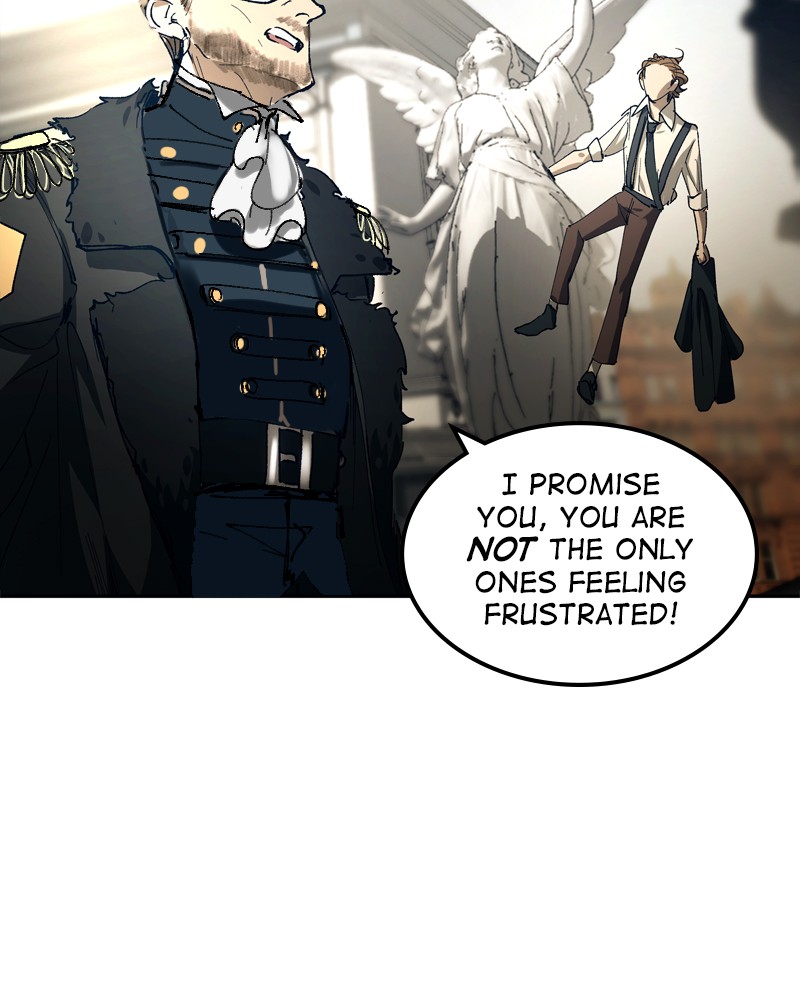 I PROMISE
YOU, YOU ARE
NOT THE ONLY
ONES FEELING
FRUSTRATED!